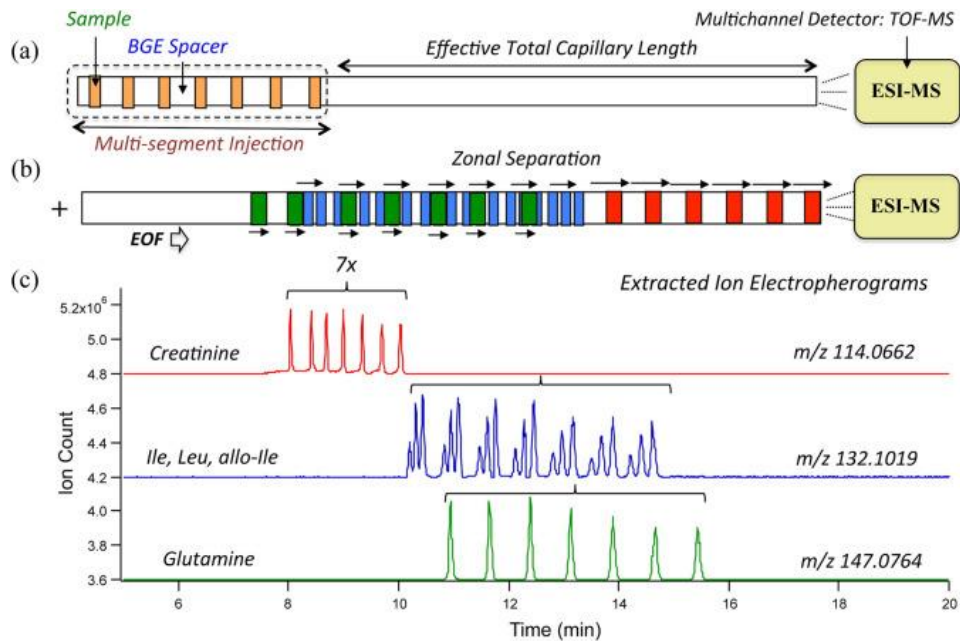 Sample
Multichannel Detector: TOF-MS
(a)
BGE Spacer
Effective Total Capillary Length
ESI-MS
Multi-segment Injection
(b)
Zonal Separation
+
ESI-MS
EOF
(c)
7x
Extracted Ion Electropherograms
5.2x10⁶
5.0
Creatinine
m/z 114.0662
4.8
4.6
4.4
Ile, Leu, allo-Ile
m/z 132.1019
4.2
4.0
3.8
Glutamine
m/z 147.0764
3.6
Ion Count
6 8 10 12 14 16 18 20
Time (min)